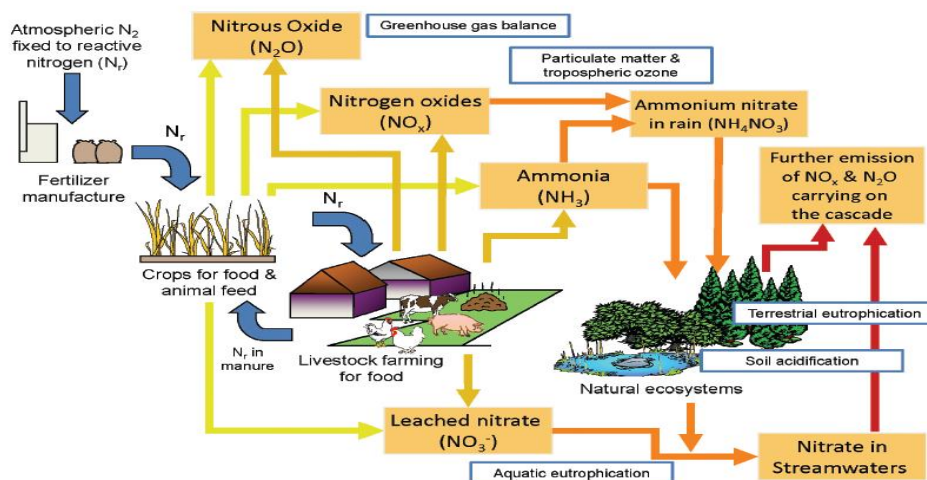 Atmospheric N₂
fixed to reactive
nitrogen (Nᵣ)
Nitrous Oxide
(N₂O)
Greenhouse gas balance
Particulate matter &
tropospheric ozone
Nitrogen oxides
(NOₓ)
Ammonium nitrate
in rain (NH₄NO₃)
Nᵣ
Fertilizer
manufacture
Ammonia
(NH₃)
Further emission
of NOₓ & N₂O
carrying on
the cascade
Nᵣ
Crops for food &
animal feed
Terrestrial eutrophication
Nᵣ in
manure
Livestock farming
for food
Soil acidification
Natural ecosystems
Leached nitrate
(NO₃⁻)
Aquatic eutrophication
Nitrate in
Streamwaters